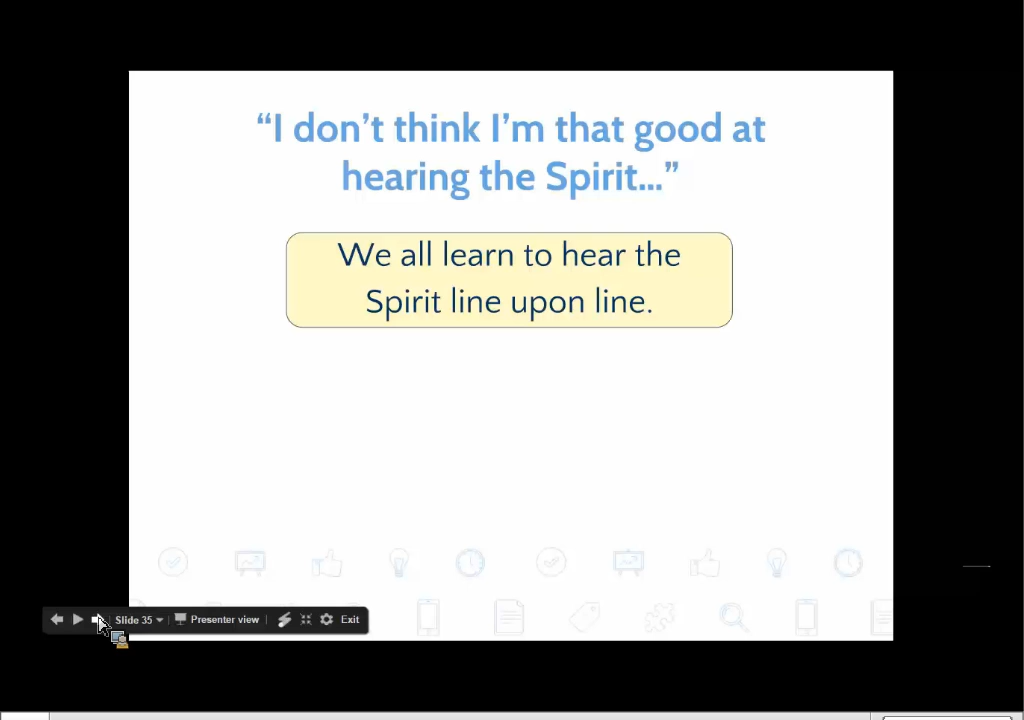 “I don’t think I’m that good at
hearing the Spirit...”
We all learn to hear the
Spirit line upon line.
Slide 35
Presenter view
Exit